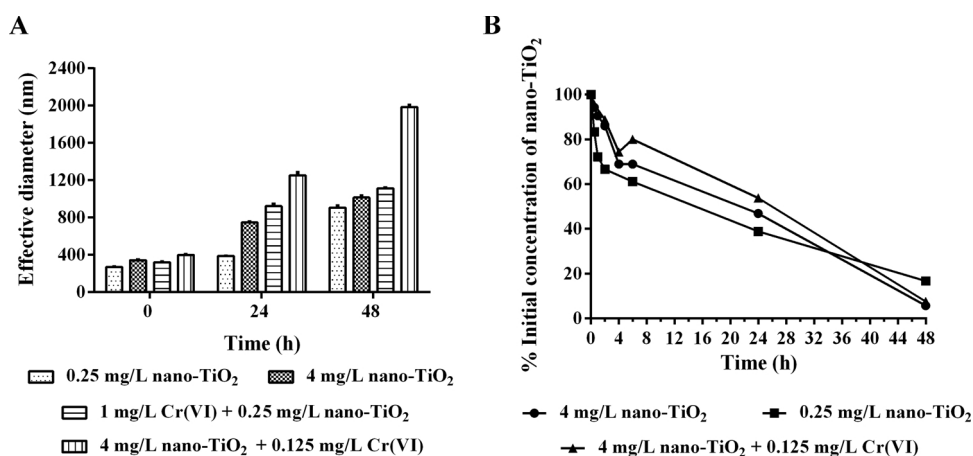 A
Effective diameter (nm)
2400
2000
1600
1200
800
400
0
0
24
48
Time (h)
0.25 mg/L nano-TiO₂
4 mg/L nano-TiO₂
1 mg/L Cr(VI) + 0.25 mg/L nano-TiO₂
4 mg/L nano-TiO₂ + 0.125 mg/L Cr(VI)
B
% Initial concentration of nano-TiO₂
100
80
60
40
20
0
0 4 8 12 16 20 24 28 32 36 40 44 48
Time (h)
4 mg/L nano-TiO₂
0.25 mg/L nano-TiO₂
4 mg/L nano-TiO₂ + 0.125 mg/L Cr(VI)